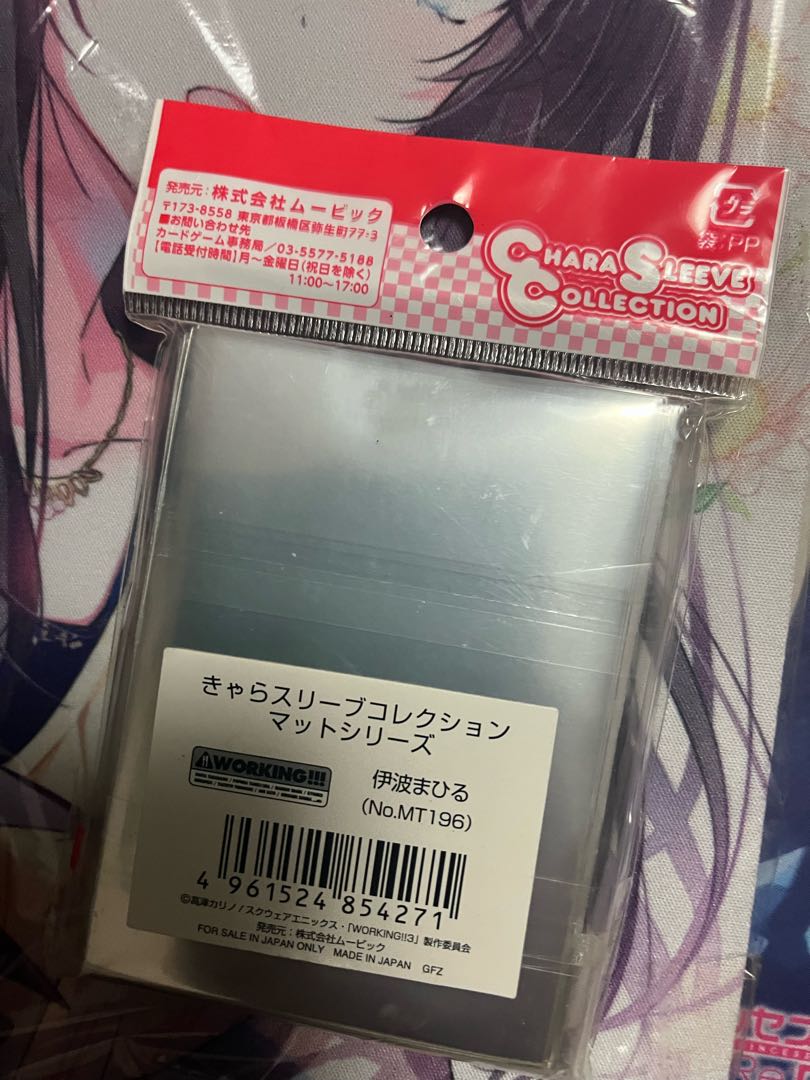 発売元：株式会社ムービック
〒173-8558 東京都板橋区弥生町77-3
■お問い合わせ先
カードゲーム事務局／03-5577-5188
【電話受付時間】月～金曜日(祝日を除く)
11:00～17:00
プラ
袋:PP
CHARA SLEEVE
COLLECTION
きゃらスリーブコレクション
マットシリーズ
WORKING!!!
伊波まひる
(No.MT196)
4 961524 854271
©高津カリノ/スクウェアエニックス・「WORKING!!3」製作委員会
発売元：株式会社ムービック
FOR SALE IN JAPAN ONLY MADE IN JAPAN GFZ